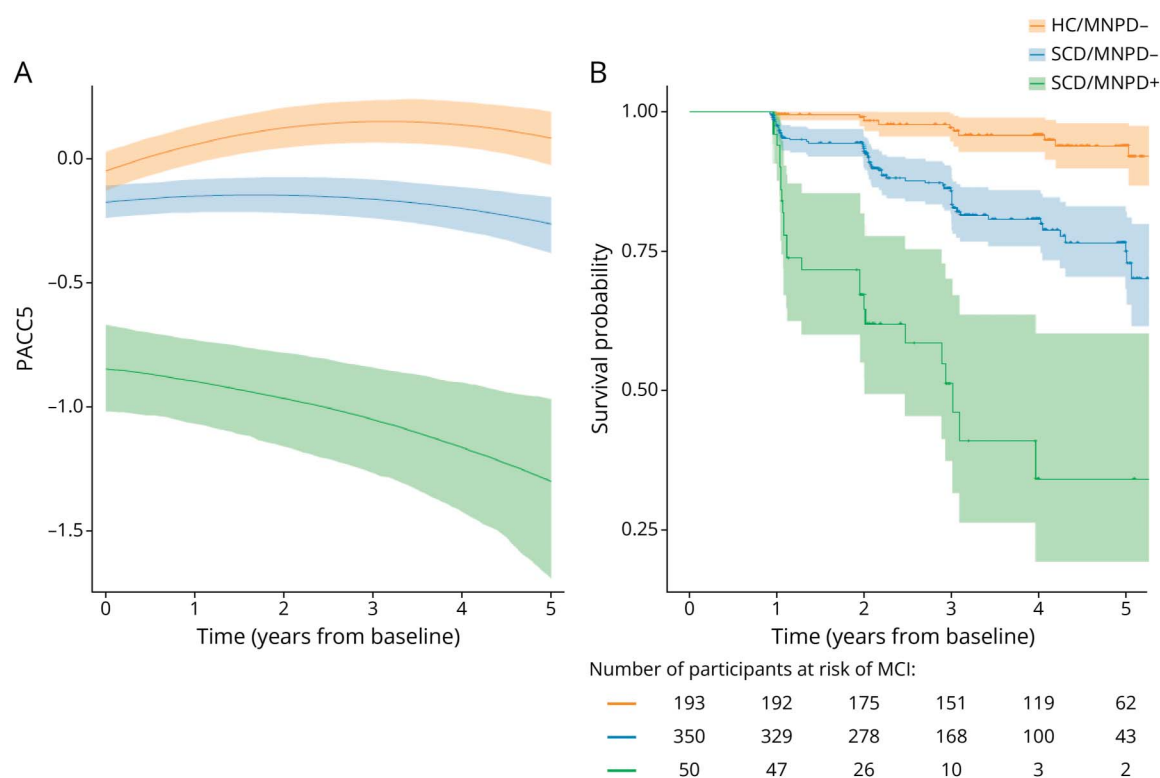 HC/MNPD–
SCD/MNPD–
SCD/MNPD+
A
0.0
–0.5
–1.0
–1.5
PACC5
0 1 2 3 4 5
Time (years from baseline)
B
1.00
0.75
0.50
0.25
Survival probability
0 1 2 3 4 5
Time (years from baseline)
Number of participants at risk of MCI:
193 192 175 151 119 62
350 329 278 168 100 43
50 47 26 10 3 2